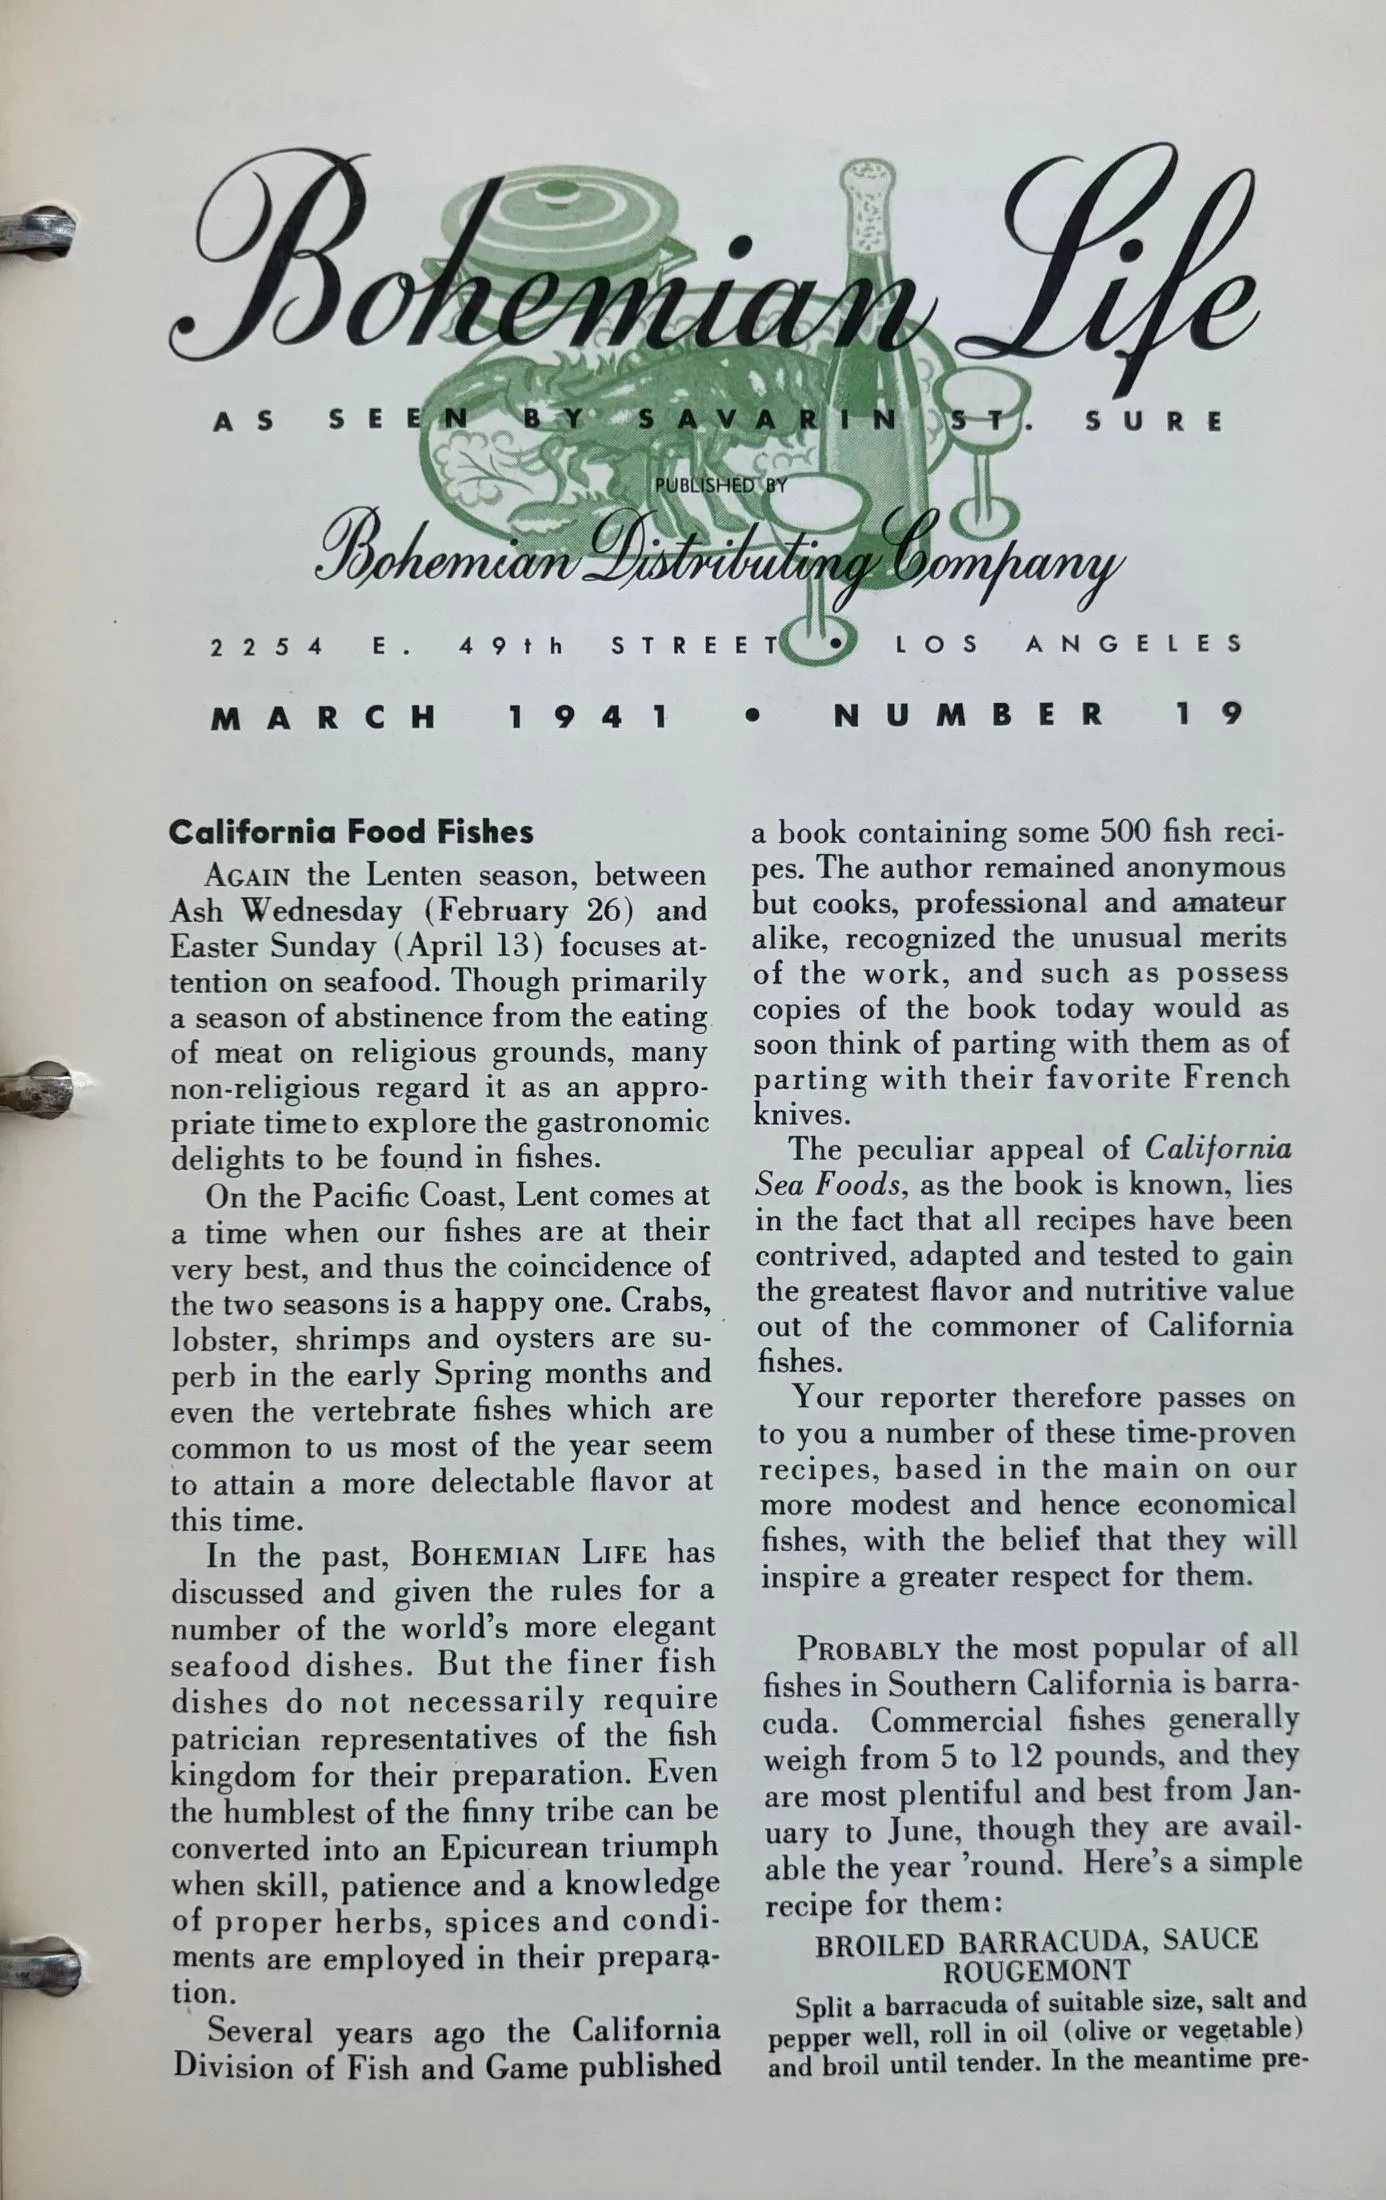 Bohemian Life
AS SEEN BY SAVARIN ST. SURE
PUBLISHED BY
Bohemian Distributing Company
2254 E. 49th STREET • LOS ANGELES
MARCH 1941 • NUMBER 19
California Food Fishes
AGAIN the Lenten season, between
Ash Wednesday (February 26) and
Easter Sunday (April 13) focuses at-
tention on seafood. Though primarily
a season of abstinence from the eating
of meat on religious grounds, many
non-religious regard it as an appro-
priate time to explore the gastronomic
delights to be found in fishes.
On the Pacific Coast, Lent comes at
a time when our fishes are at their
very best, and thus the coincidence of
the two seasons is a happy one. Crabs,
lobster, shrimps and oysters are su-
perb in the early Spring months and
even the vertebrate fishes which are
common to us most of the year seem
to attain a more delectable flavor at
this time.
In the past, BOHEMIAN LIFE has
discussed and given the rules for a
number of the world's more elegant
seafood dishes. But the finer fish
dishes do not necessarily require
patrician representatives of the fish
kingdom for their preparation. Even
the humblest of the finny tribe can be
converted into an Epicurean triumph
when skill, patience and a knowledge
of proper herbs, spices and condi-
ments are employed in their prepara-
tion.
Several years ago the California
Division of Fish and Game published
a book containing some 500 fish reci-
pes. The author remained anonymous
but cooks, professional and amateur
alike, recognized the unusual merits
of the work, and such as possess
copies of the book today would as
soon think of parting with them as of
parting with their favorite French
knives.
The peculiar appeal of California
Sea Foods, as the book is known, lies
in the fact that all recipes have been
contrived, adapted and tested to gain
the greatest flavor and nutritive value
out of the commoner of California
fishes.
Your reporter therefore passes on
to you a number of these time-proven
recipes, based in the main on our
more modest and hence economical
fishes, with the belief that they will
inspire a greater respect for them.
PROBABLY the most popular of all
fishes in Southern California is barra-
cuda. Commercial fishes generally
weigh from 5 to 12 pounds, and they
are most plentiful and best from Jan-
uary to June, though they are avail-
able the year 'round. Here's a simple
recipe for them:
BROILED BARRACUDA, SAUCE
ROUGEMONT
Split a barracuda of suitable size, salt and
pepper well, roll in oil (olive or vegetable)
and broil until tender. In the meantime pre-